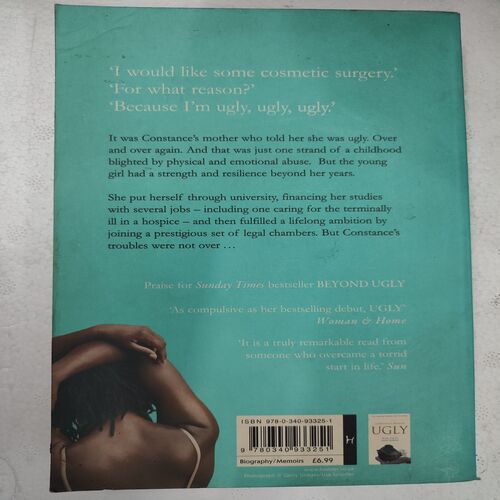 ‘I would like some cosmetic surgery.’
‘For what reason?’
‘Because I’m ugly, ugly, ugly.’
It was Constance’s mother who told her she was ugly. Over
and over again. And that was just one strand of a childhood
blighted by physical and emotional abuse. But the young
girl had a strength and resilience beyond her years.
She put herself through university, financing her studies
with several jobs – including one caring for the terminally
ill in a hospice – and then fulfilled a lifelong ambition by
joining a prestigious set of legal chambers. But Constance’s
troubles were not over . . .
Praise for Sunday Times bestseller BEYOND UGLY
‘As compulsive as her bestselling debut, UGLY’
Woman & Home
‘It is a truly remarkable read from
someone who overcame a torrid
start in life.’ Sun
ISBN 978-0-340-93325-1
9 780340 933251
Biography/Memoirs £6.99
H
UGLY